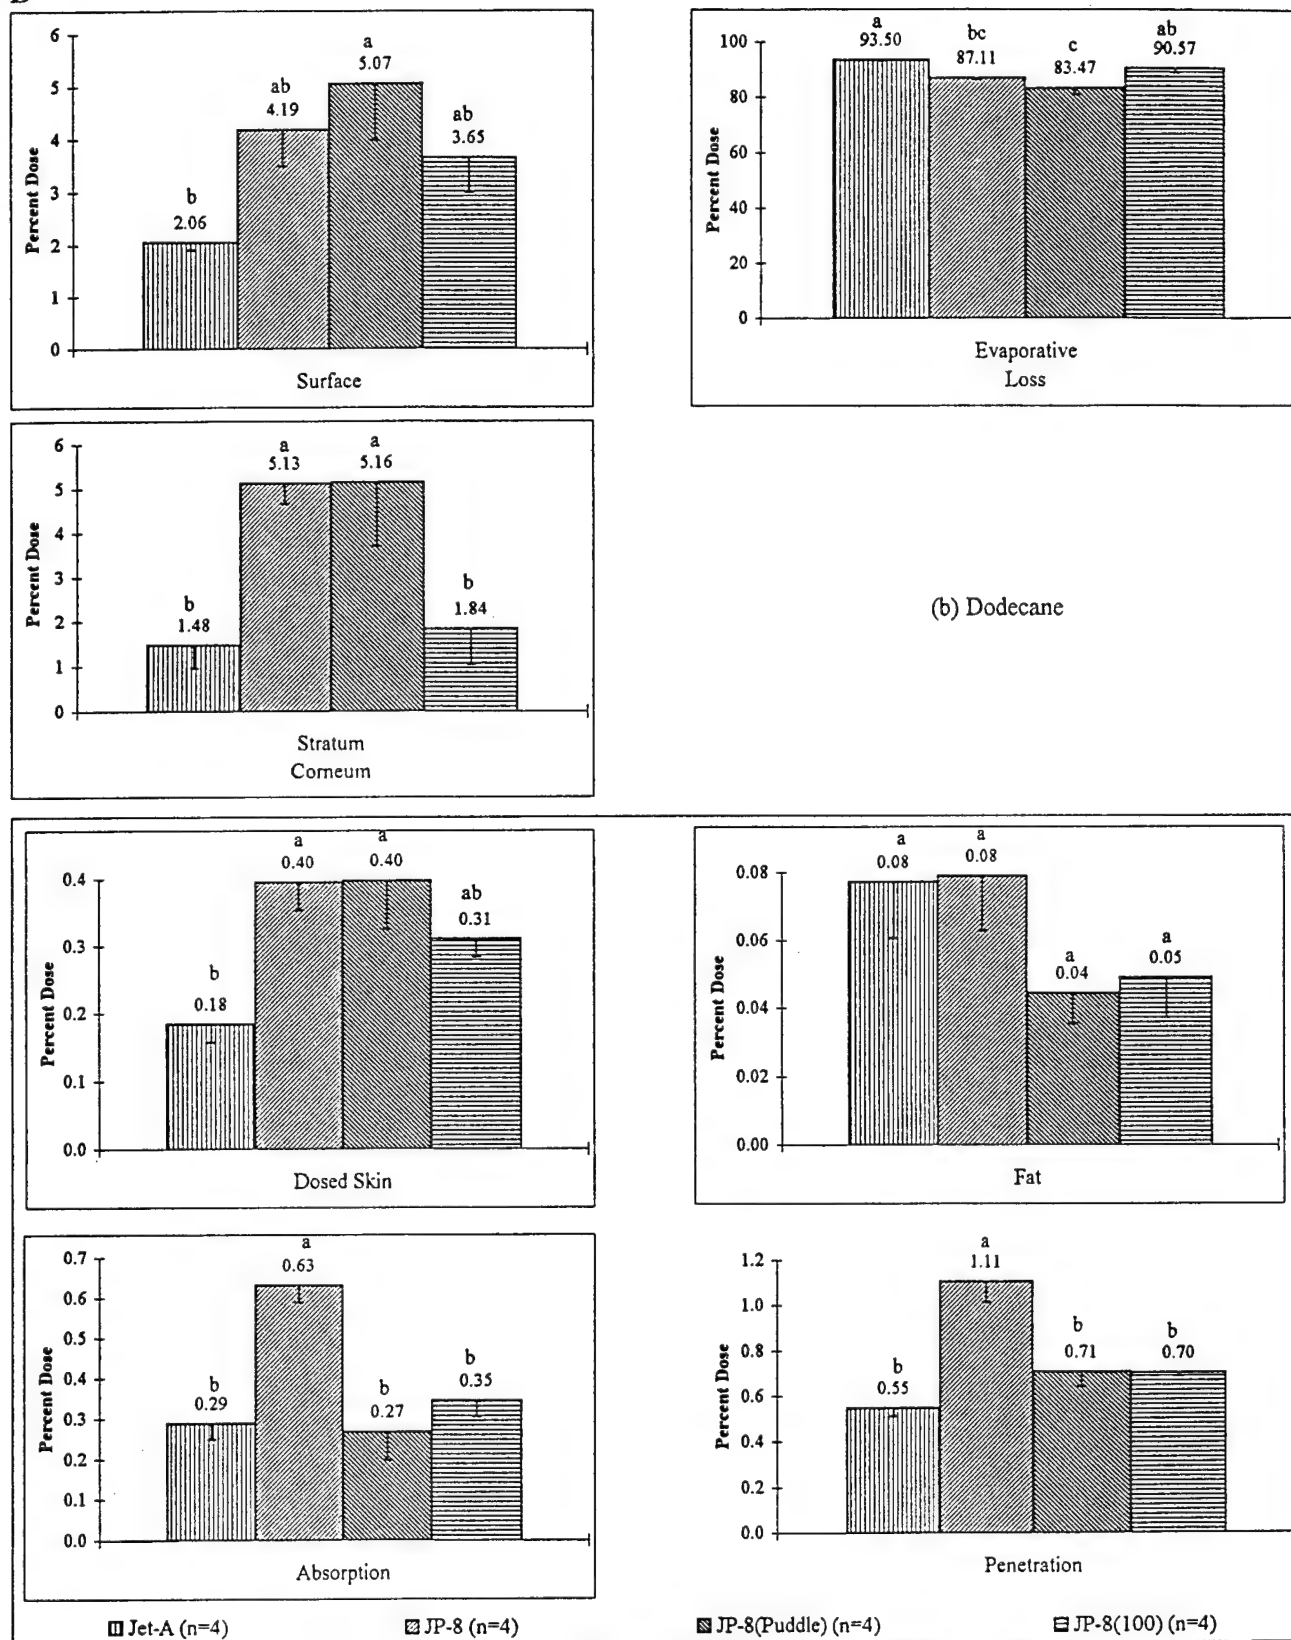 6
5
4
3
2
1
0
Percent Dose
b
2.06
ab
4.19
a
5.07
ab
3.65
Surface
100
80
60
40
20
0
Percent Dose
a
93.50
bc
87.11
c
83.47
ab
90.57
Evaporative
Loss
6
5
4
3
2
1
0
Percent Dose
b
1.48
a
5.13
a
5.16
b
1.84
Stratum
Corneum
(b) Dodecane
0.4
0.3
0.2
0.1
0.0
Percent Dose
b
0.18
a
0.40
a
0.40
ab
0.31
Dosed Skin
0.08
0.06
0.04
0.02
0.00
Percent Dose
a
0.08
a
0.08
a
0.04
a
0.05
Fat
0.7
0.6
0.5
0.4
0.3
0.2
0.1
0.0
Percent Dose
b
0.29
a
0.63
b
0.27
b
0.35
Absorption
1.2
1.0
0.8
0.6
0.4
0.2
0.0
Percent Dose
b
0.55
a
1.11
b
0.71
b
0.70
Penetration
Jet-A (n=4) JP-8 (n=4) JP-8(Puddle) (n=4) JP-8(100) (n=4)